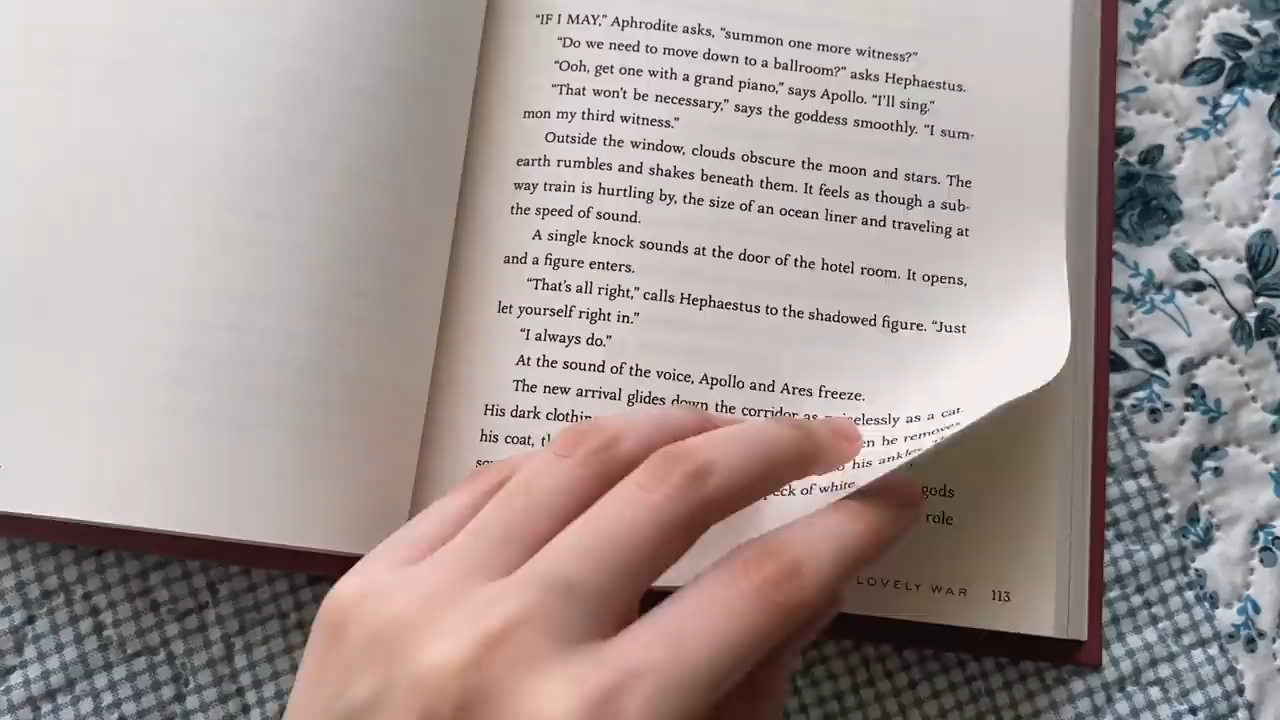 “IF I MAY,” Aphrodite asks, “summon one more witness?”
“Do we need to move down to a ballroom?” asks Hephaestus.
“Ooh, get one with a grand piano,” says Apollo. “I’ll sing.”
“That won’t be necessary,” says the goddess smoothly. “I sum-
mon my third witness.”
Outside the window, clouds obscure the moon and stars. The
earth rumbles and shakes beneath them. It feels as though a sub-
way train is hurtling by, the size of an ocean liner and traveling at
the speed of sound.
A single knock sounds at the door of the hotel room. It opens,
and a figure enters.
“That’s all right,” calls Hephaestus to the shadowed figure. “Just
let yourself right in.”
“I always do.”
At the sound of the voice, Apollo and Ares freeze.
The new arrival glides down the corridor as as a cat.
His dark he removes
his coat, his
of white
gods
role
LOVELY WAR 113